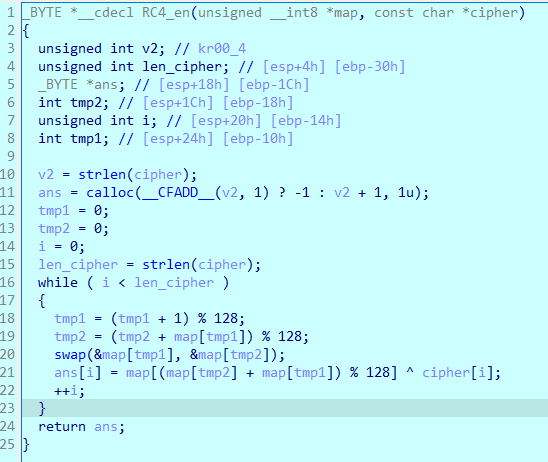 1 _BYTE *__cdecl RC4_en(unsigned __int8 *map, const char *cipher)
2 {
3 unsigned int v2; // kr00_4
4 unsigned int len_cipher; // [esp+4h] [ebp-30h]
5 _BYTE *ans; // [esp+18h] [ebp-1Ch]
6 int tmp2; // [esp+1Ch] [ebp-18h]
7 unsigned int i; // [esp+20h] [ebp-14h]
8 int tmp1; // [esp+24h] [ebp-10h]
9
10 v2 = strlen(cipher);
11 ans = calloc(__CFADD__(v2, 1) ? -1 : v2 + 1, 1u);
12 tmp1 = 0;
13 tmp2 = 0;
14 i = 0;
15 len_cipher = strlen(cipher);
16 while ( i < len_cipher )
17 {
18 tmp1 = (tmp1 + 1) % 128;
19 tmp2 = (tmp2 + map[tmp1]) % 128;
20 swap(&map[tmp1], &map[tmp2]);
21 ans[i] = map[(map[tmp2] + map[tmp1]) % 128] ^ cipher[i];
22 ++i;
23 }
24 return ans;
25 }